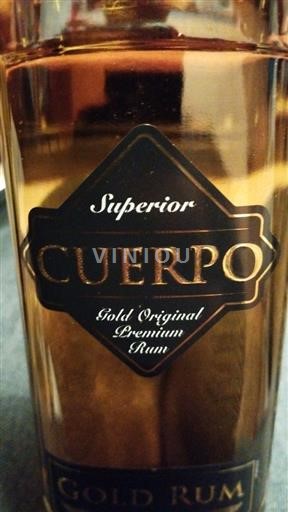 Superior
CUERPO
VINIOU
Gold Original
Premium
Rum
GOLD RUM